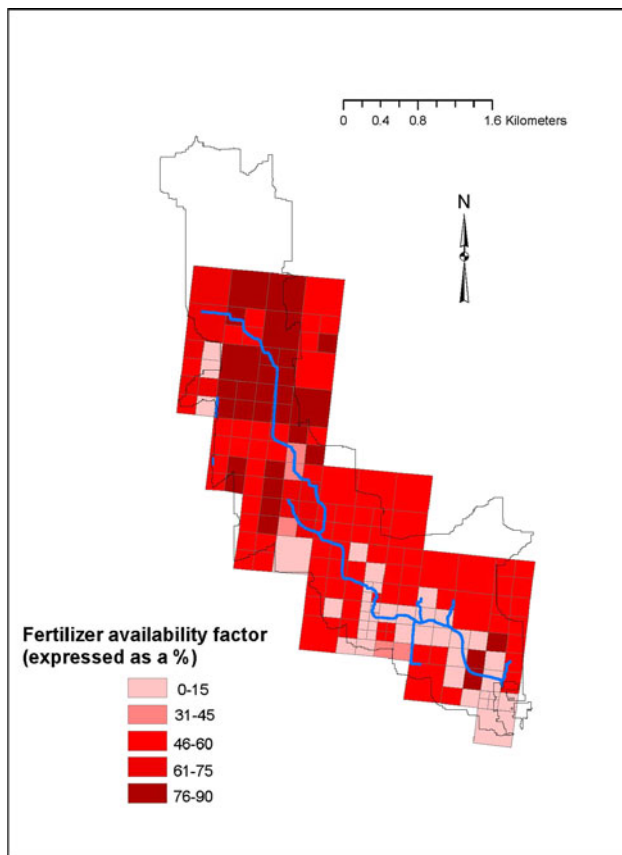 0 0.4 0.8 1.6 Kilometers
N
Fertilizer availability factor
(expressed as a %)
0-15
31-45
46-60
61-75
76-90